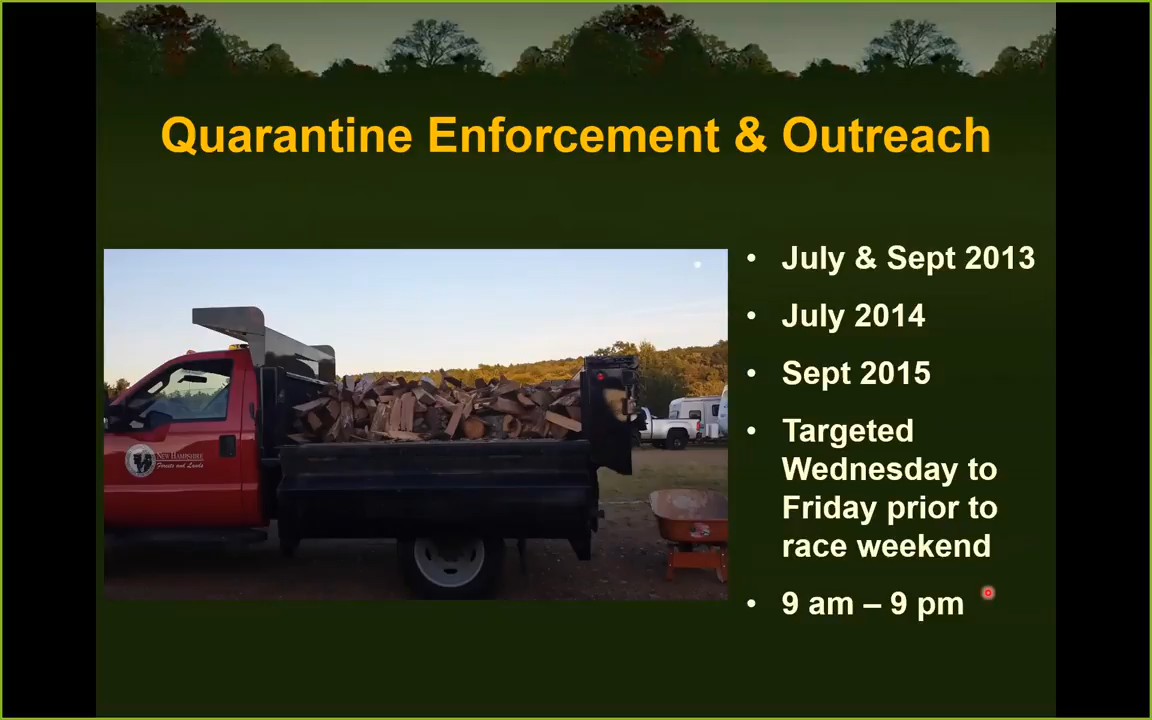 Quarantine Enforcement & Outreach
• July & Sept 2013
• July 2014
• Sept 2015
• Targeted
Wednesday to
Friday prior to
race weekend
• 9 am – 9 pm
NEW HAMPSHIRE
Forests and Lands